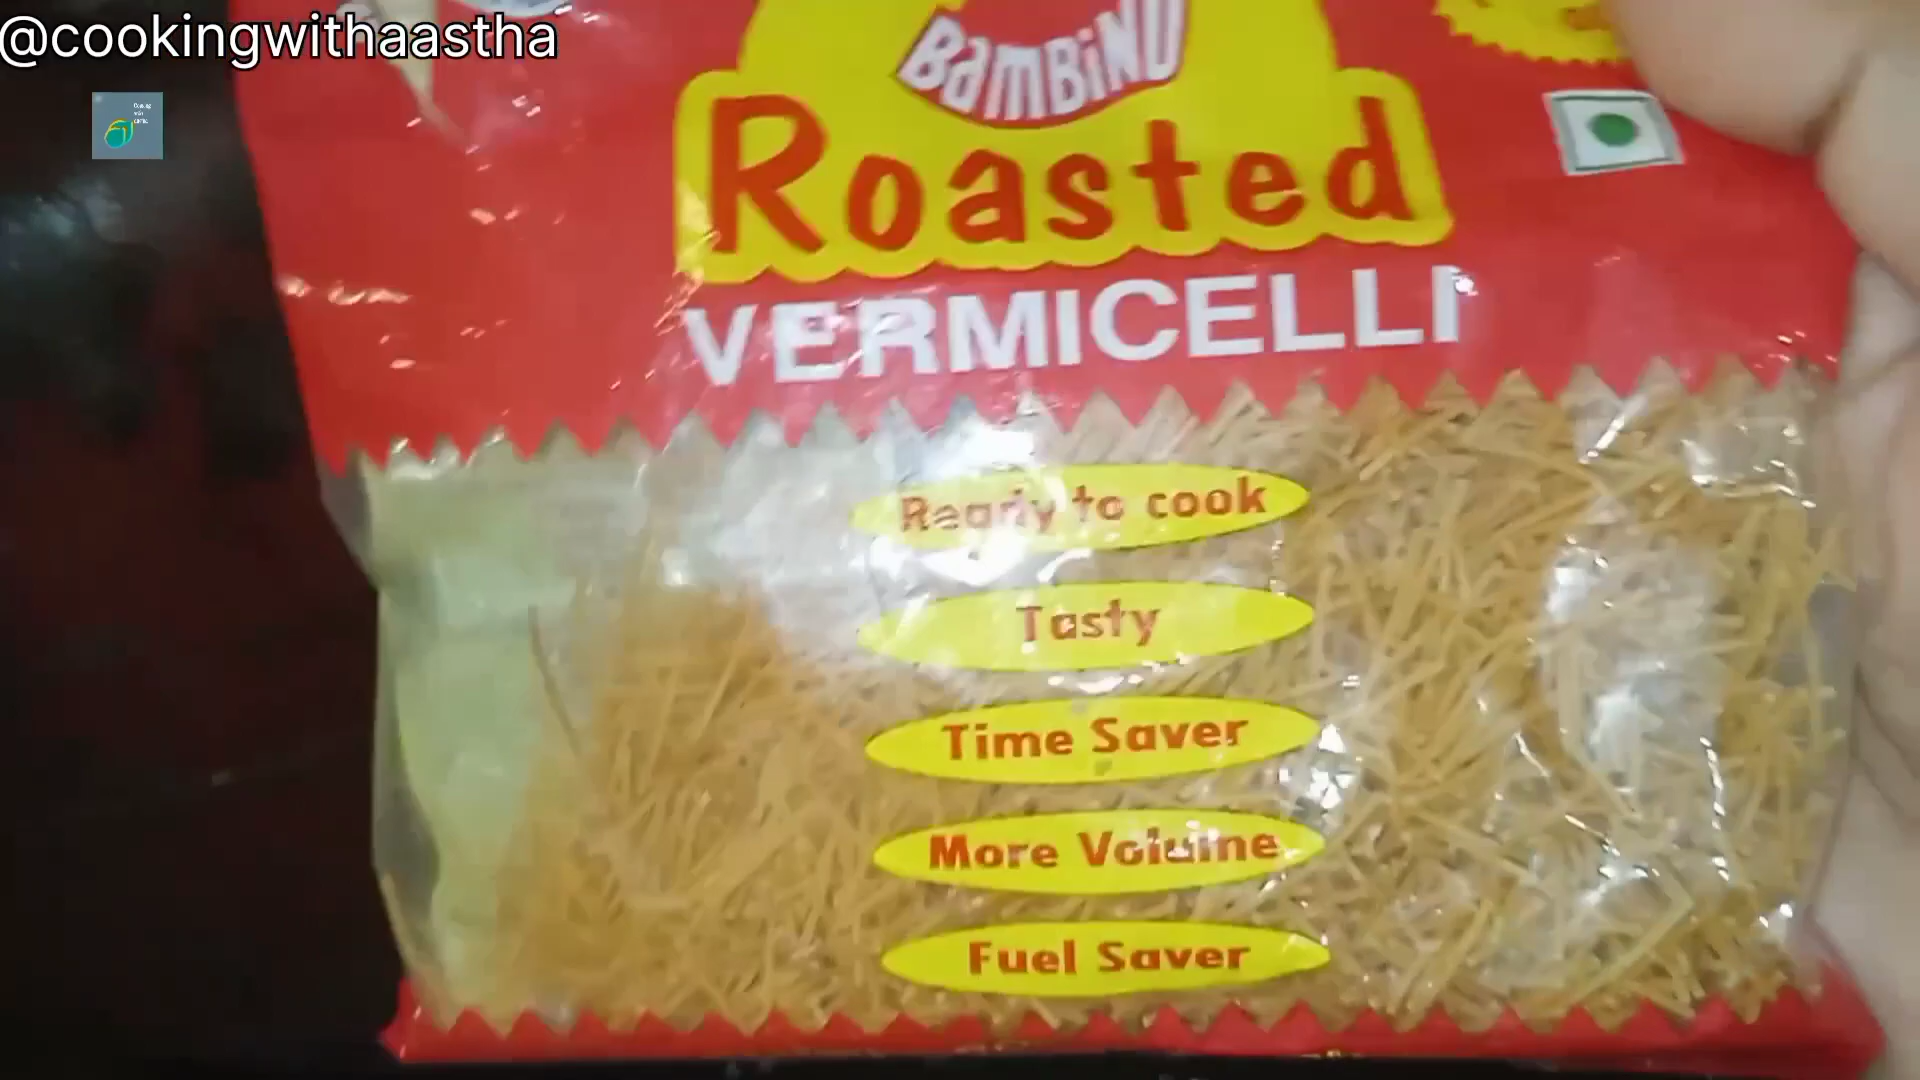 @cookingwithaastha
BAMBINO
Roasted
VERMICELLI
Ready to cook
Tasty
Time Saver
More Volume
Fuel Saver